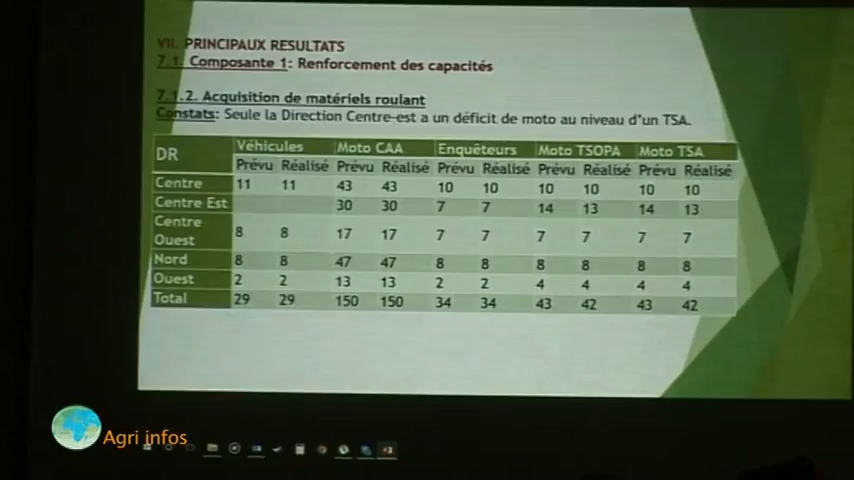 VII. PRINCIPAUX RESULTATS
7.1. Composante 1: Renforcement des capacités
7.1.2. Acquisition de matériels roulant
Constats: Seule la Direction Centre-est a un déficit de moto au niveau d'un TSA.
DR Véhicules Moto CAA Enquêteurs Moto TSOPA Moto TSA
Prévu Réalisé Prévu Réalisé Prévu Réalisé Prévu Réalisé Prévu Réalisé
Centre 11 11 43 43 10 10 10 10 10 10
Centre Est 30 30 7 7 14 13 14 13
Centre Ouest 8 8 17 17 7 7 7 7 7 7
Nord 8 8 47 47 8 8 8 8 8 8
Ouest 2 2 13 13 2 2 4 4 4 4
Total 29 29 150 150 34 34 43 42 43 42
Agri infos